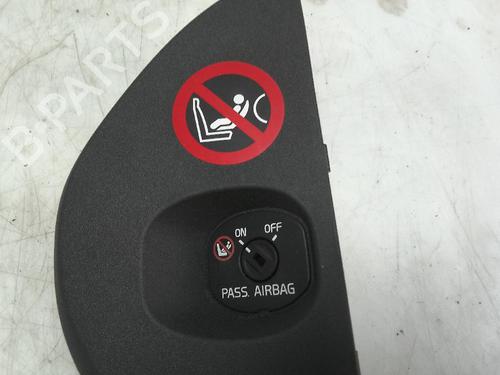 B-PARTS
ON OFF
PASS. AIRBAG